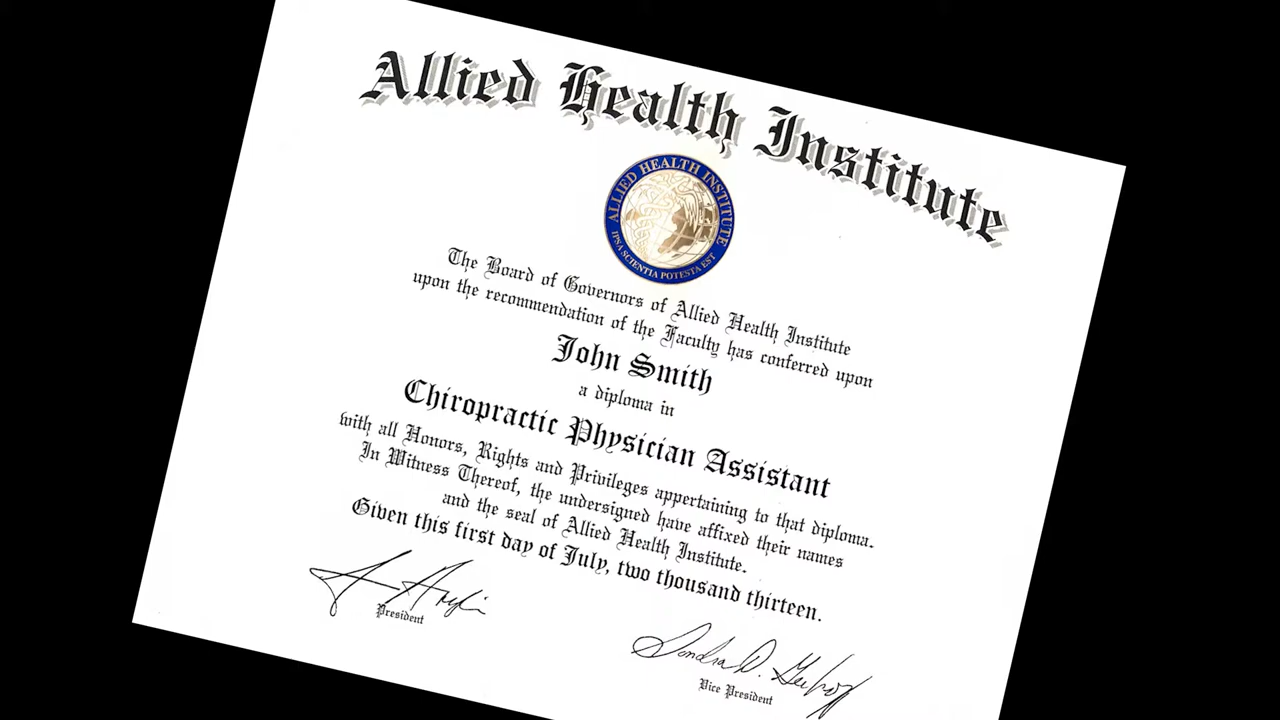 Allied Health Institute
ALLIED HEALTH INSTITUTE
IPSA SCIENTIA POTESTA EST
The Board of Governors of Allied Health Institute
upon the recommendation of the Faculty has conferred upon
John Smith
a diploma in
Chiropractic Physician Assistant
with all Honors, Rights and Privileges appertaining to that diploma.
In Witness Thereof, the undersigned have affixed their names
and the seal of Allied Health Institute.
Given this first day of July, two thousand thirteen.
President
Sondra D.
Vice President